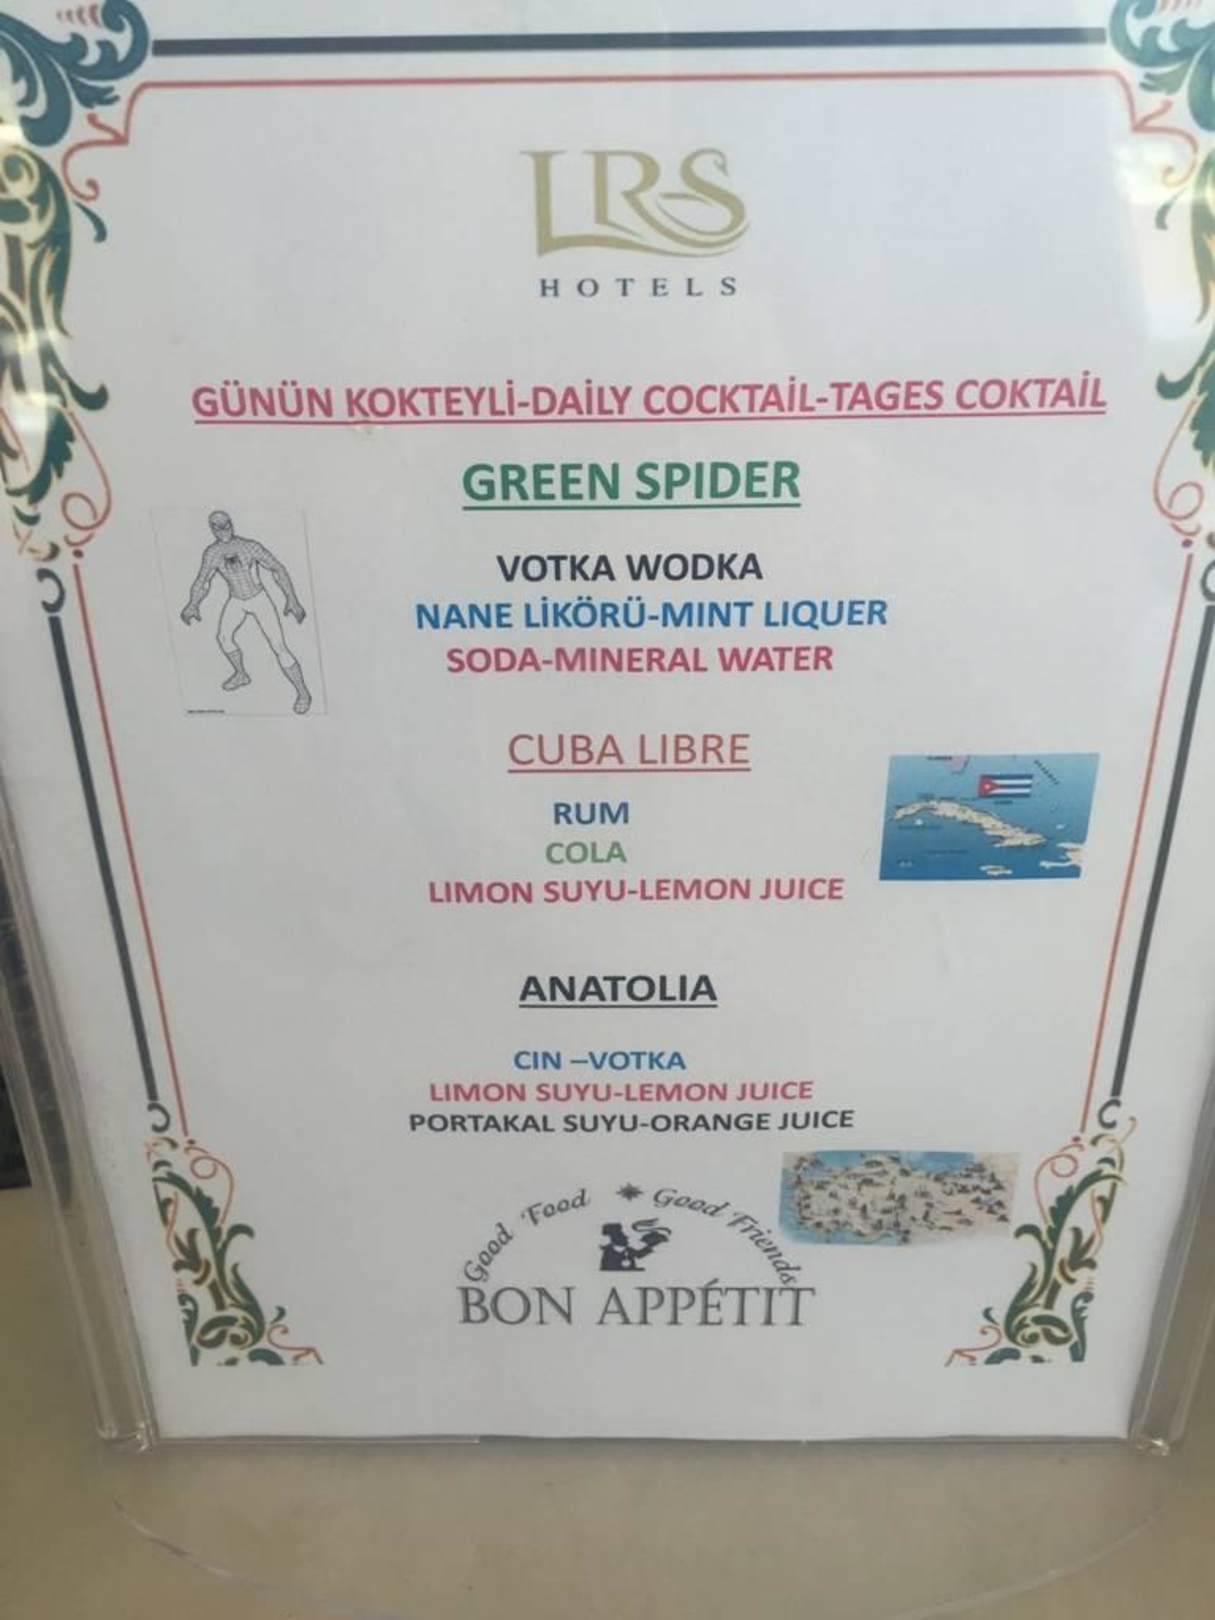 LRS
HOTELS
GÜNÜN KOKTEYLİ-DAİLY COCKTAİL-TAGES COKTAİL
GREEN SPIDER
VOTKA WODKA
NANE LİKÖRÜ-MINT LIQUER
SODA-MINERAL WATER
CUBA LIBRE
RUM
COLA
LIMON SUYU-LEMON JUICE
ANATOLIA
CIN –VOTKA
LIMON SUYU-LEMON JUICE
PORTAKAL SUYU-ORANGE JUICE
Good Food Good Friends
BON APPÉTIT